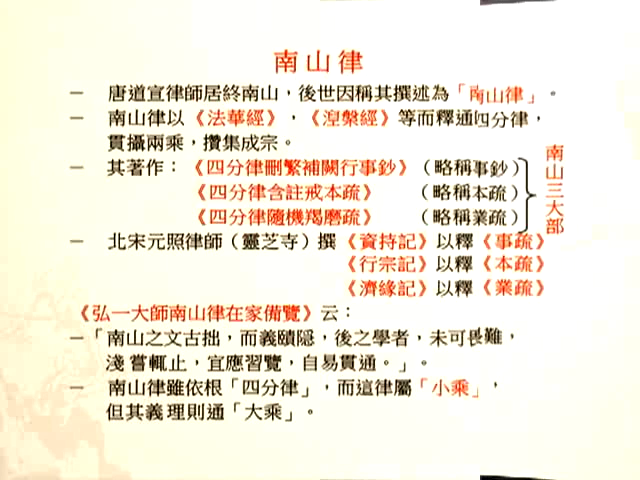 南山律
一 唐道宣律師居終南山，後世因稱其撰述為「南山律」。
一 南山律以《法華經》，《涅槃經》等而釋通四分律，
貫攝兩乘，攢集成宗。
一 其著作：《四分律刪繁補闕行事鈔》（略稱事鈔）
《四分律含註戒本疏》（略稱本疏）
《四分律隨機羯磨疏》（略稱業疏）
南山三大部
一 北宋元照律師（靈芝寺）撰《資持記》以釋《事疏》
《行宗記》以釋《本疏》
《濟緣記》以釋《業疏》
《弘一大師南山律在家備覽》云：
一「南山之文古拙，而義賾隱，後之學者，未可畏難，
淺嘗輒止，宜應習覽，自易貫通。」。
一 南山律雖依根「四分律」，而這律屬「小乘」，
但其義理則通「大乘」。